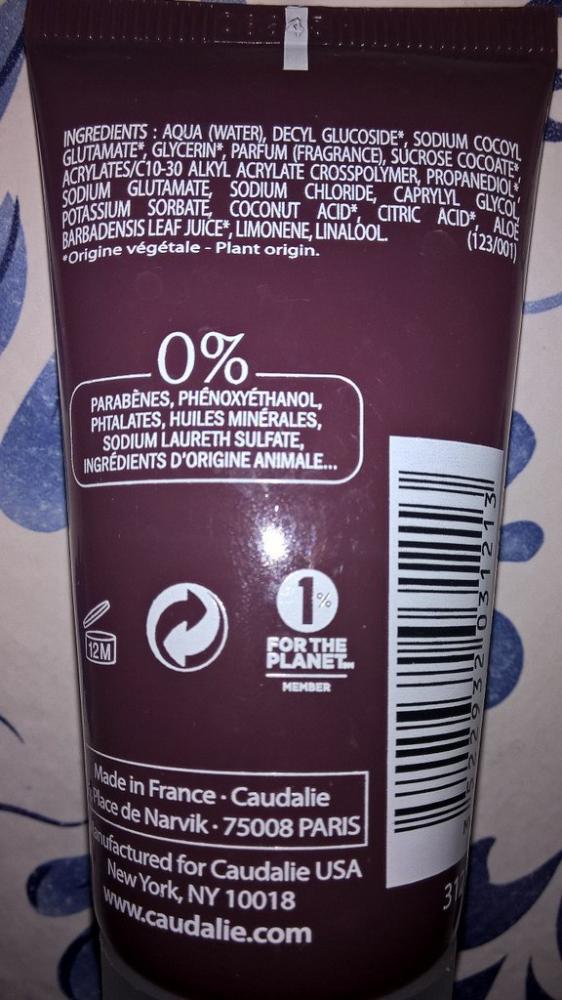 INGREDIENTS : AQUA (WATER), DECYL GLUCOSIDE*, SODIUM COCOYL
GLUTAMATE*, GLYCERIN*, PARFUM (FRAGRANCE), SUCROSE COCOATE*,
ACRYLATES/C10-30 ALKYL ACRYLATE CROSSPOLYMER, PROPANEDIOL*,
SODIUM GLUTAMATE, SODIUM CHLORIDE, CAPRYLYL GLYCOL,
POTASSIUM SORBATE, COCONUT ACID*, CITRIC ACID*, ALOE
BARBADENSIS LEAF JUICE*, LIMONENE, LINALOOL. (123/001)
*Origine végétale - Plant origin.
0%
PARABÈNES, PHÉNOXYÉTHANOL,
PHTALATES, HUILES MINÉRALES,
SODIUM LAURETH SULFATE,
INGRÉDIENTS D'ORIGINE ANIMALE...
12M
1%
FOR THE
PLANET
MEMBER
Made in France · Caudalie
Place de Narvik · 75008 PARIS
Manufactured for Caudalie USA
New York, NY 10018
www.caudalie.com
3 522932 031213